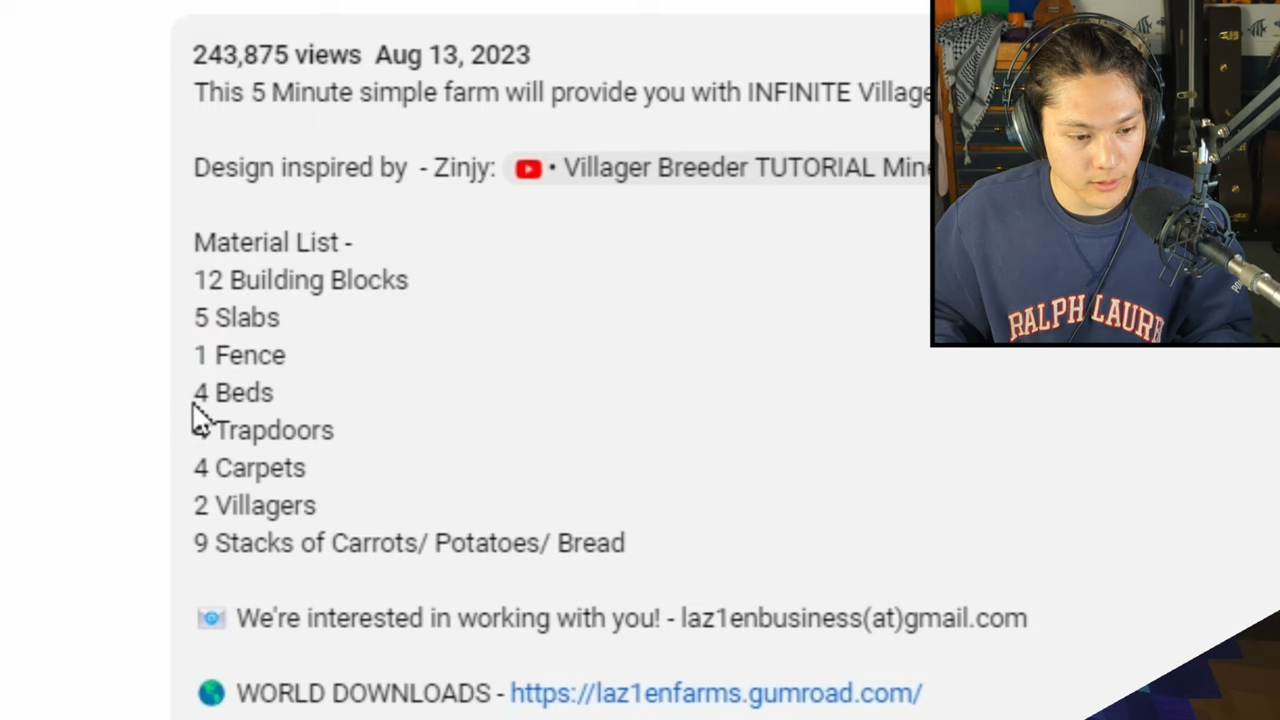 243,875 views Aug 13, 2023
This 5 Minute simple farm will provide you with INFINITE
Design inspired by - Zinjy: • Villager Breeder TUTORIAL
Material List -
12 Building Blocks
5 Slabs
1 Fence
4 Beds
Trapdoors
4 Carpets
2 Villagers
9 Stacks of Carrots/ Potatoes/ Bread
We're interested in working with you! - laz1enbusiness(at)gmail.com
WORLD DOWNLOADS - https://laz1enfarms.gumroad.com/
RALPH LAURE